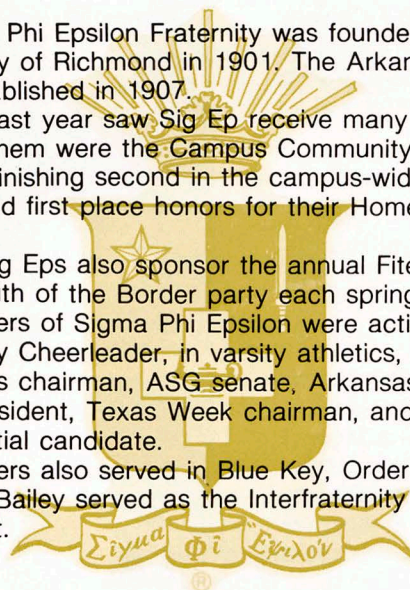 Phi Epsilon Fraternity was founde
y of Richmond in 1901. The Arkan
blished in 1907.
ast year saw Sig Ep receive many
hem were the Campus Community
inishing second in the campus-wid
d first place honors for their Home
g Eps also sponsor the annual Fite
uth of the Border party each spring
ers of Sigma Phi Epsilon were acti
y Cheerleader, in varsity athletics,
s chairman, ASG senate, Arkansas
sident, Texas Week chairman, and
tial candidate.
ers also served in Blue Key, Order
Bailey served as the Interfraternity
t.
Σίγμα Φῖ Ἔψιλόν
®